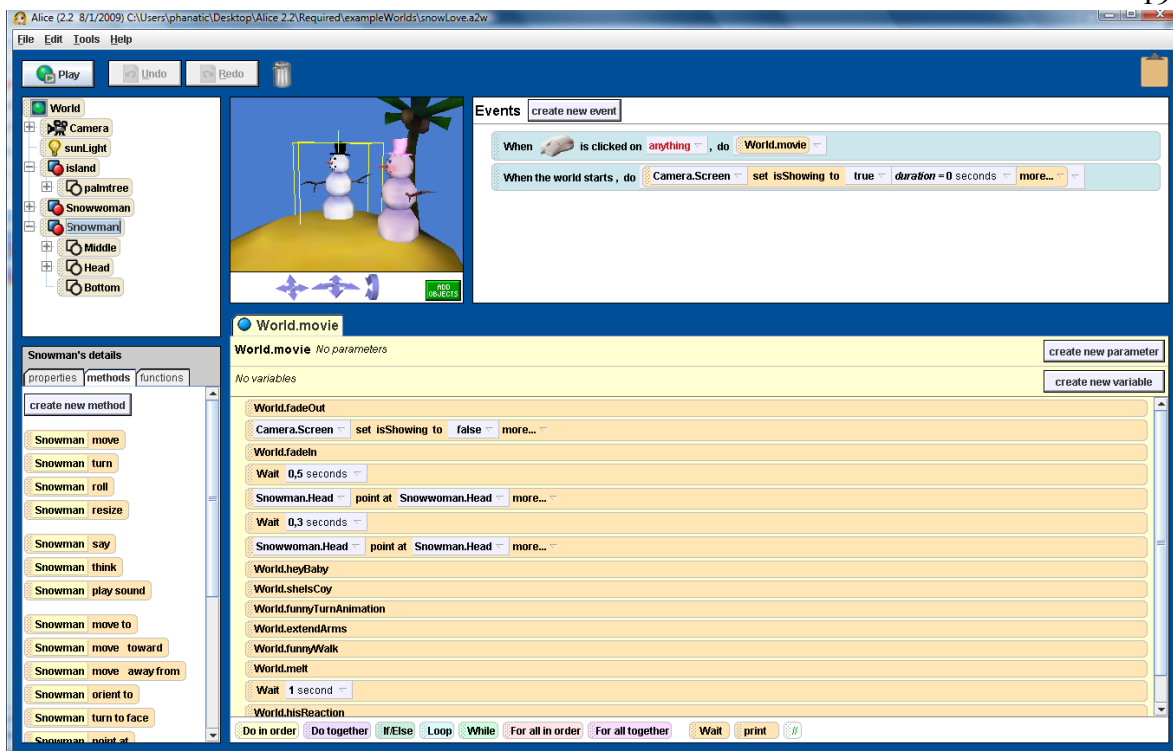 19
Alice (2.2 8/1/2009) C:\Users\phanatic\Desktop\Alice 2.2\Required\exampleWorlds\snowLove.a2w
File Edit Tools Help
Play Undo Redo
World
Camera
sunLight
island
palmtree
Snowwoman
Snowman
Middle
Head
Bottom
ADD
OBJECTS
Events create new event
When is clicked on anything , do World.movie
When the world starts , do Camera.Screen set isShowing to true duration = 0 seconds more...
Snowman's details
properties methods functions
create new method
Snowman move
Snowman turn
Snowman roll
Snowman resize
Snowman say
Snowman think
Snowman play sound
Snowman move to
Snowman move toward
Snowman move away from
Snowman orient to
Snowman turn to face
Snowman point at
World.movie
World.movie No parameters create new parameter
No variables create new variable
World.fadeOut
Camera.Screen set isShowing to false more...
World.fadeIn
Wait 0,5 seconds
Snowman.Head point at Snowwoman.Head more...
Wait 0,3 seconds
Snowwoman.Head point at Snowman.Head more...
World.heyBaby
World.sheIsCoy
World.funnyTurnAnimation
World.extendArms
World.funnyWalk
World.melt
Wait 1 second
World.hisReaction
Do in order Do together If/Else Loop While For all in order For all together Wait print //